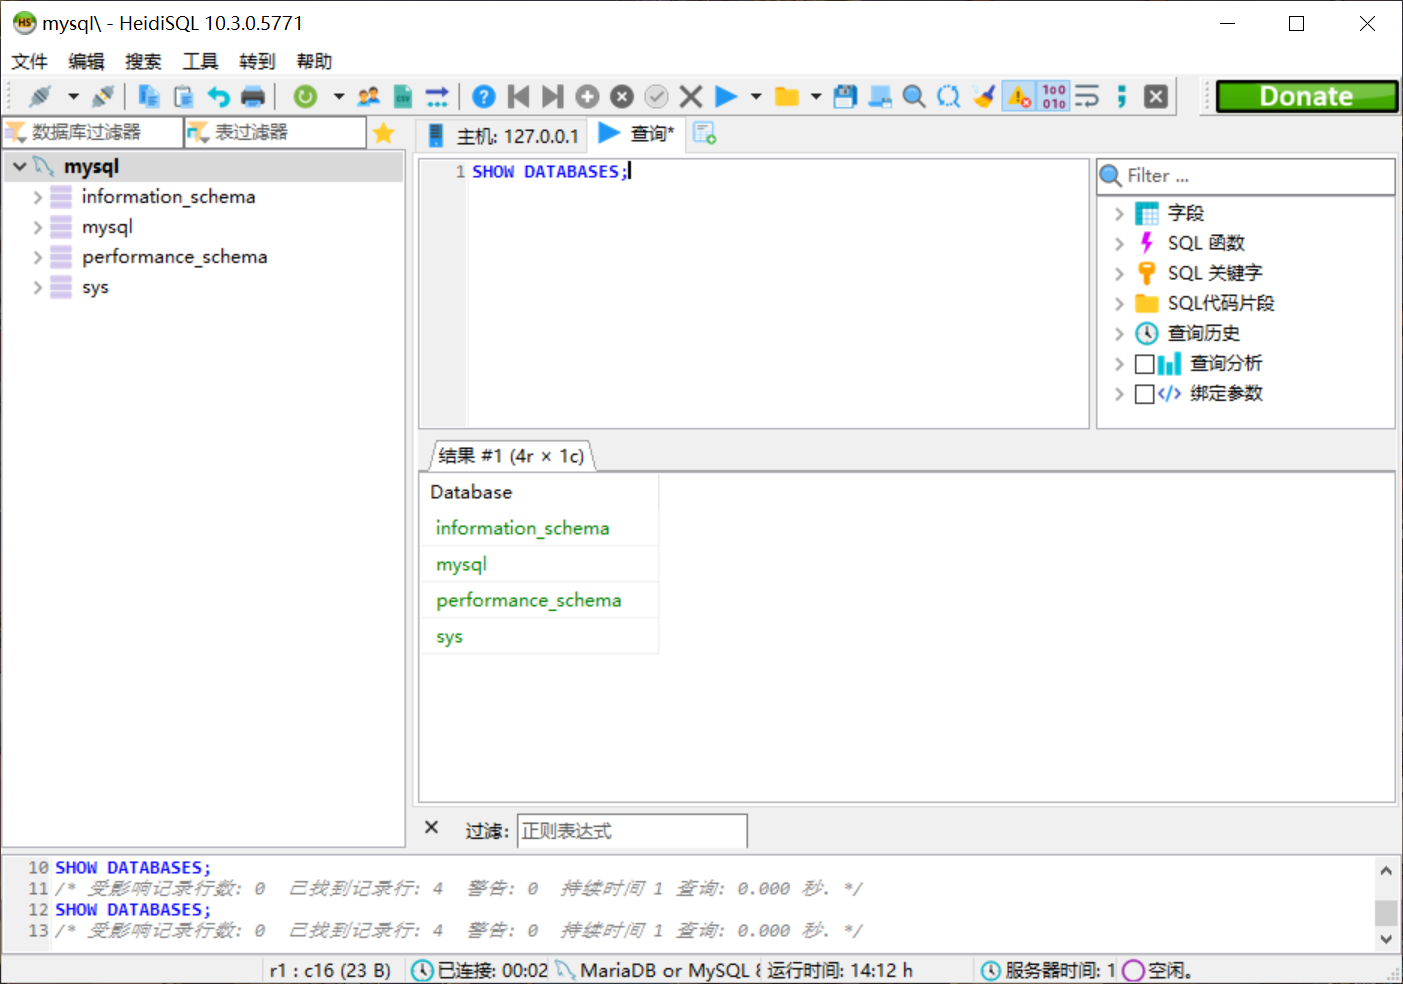 mysql\ - HeidiSQL 10.3.0.5771
文件 编辑 搜索 工具 转到 帮助
Donate
数据库过滤器 表过滤器
主机: 127.0.0.1 查询*
mysql
information_schema
mysql
performance_schema
sys
1 SHOW DATABASES;
Filter ...
字段
SQL 函数
SQL 关键字
SQL代码片段
查询历史
查询分析
绑定参数
结果 #1 (4r × 1c)
Database
information_schema
mysql
performance_schema
sys
过滤: 正则表达式
10 SHOW DATABASES;
11 /* 受影响记录行数: 0 已找到记录行: 4 警告: 0 持续时间 1 查询: 0.000 秒. */
12 SHOW DATABASES;
13 /* 受影响记录行数: 0 已找到记录行: 4 警告: 0 持续时间 1 查询: 0.000 秒. */
r1 : c16 (23 B) 已连接: 00:02 MariaDB or MySQL 运行时间: 14:12 h 服务器时间: 1 空闲。